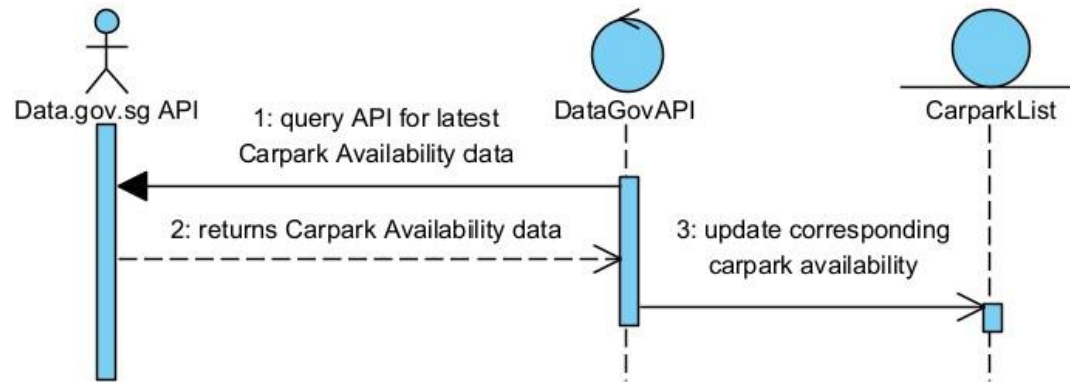 Data.gov.sg API
DataGovAPI
CarparkList
1: query API for latest
Carpark Availability data
2: returns Carpark Availability data
3: update corresponding
carpark availability